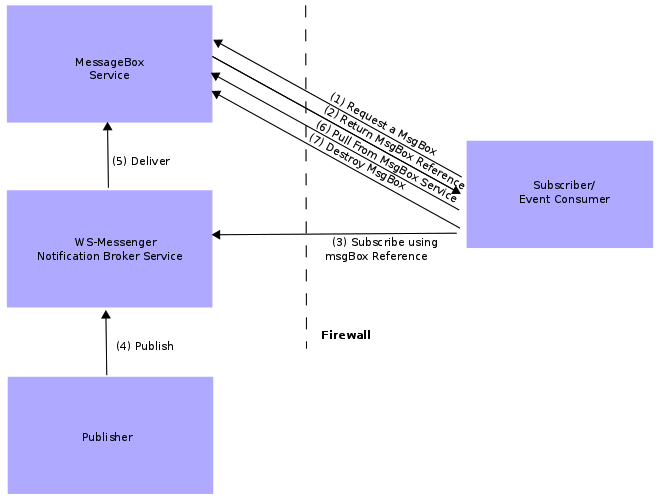 MessageBox
Service
(1) Request a MsgBox
(2) Return MsgBox Reference
(6) Pull From MsgBox Service
(7) Destroy MsgBox
(5) Deliver
Subscriber/
Event Consumer
WS-Messenger
Notification Broker Service
(3) Subscribe using
msgBox Reference
Firewall
(4) Publish
Publisher